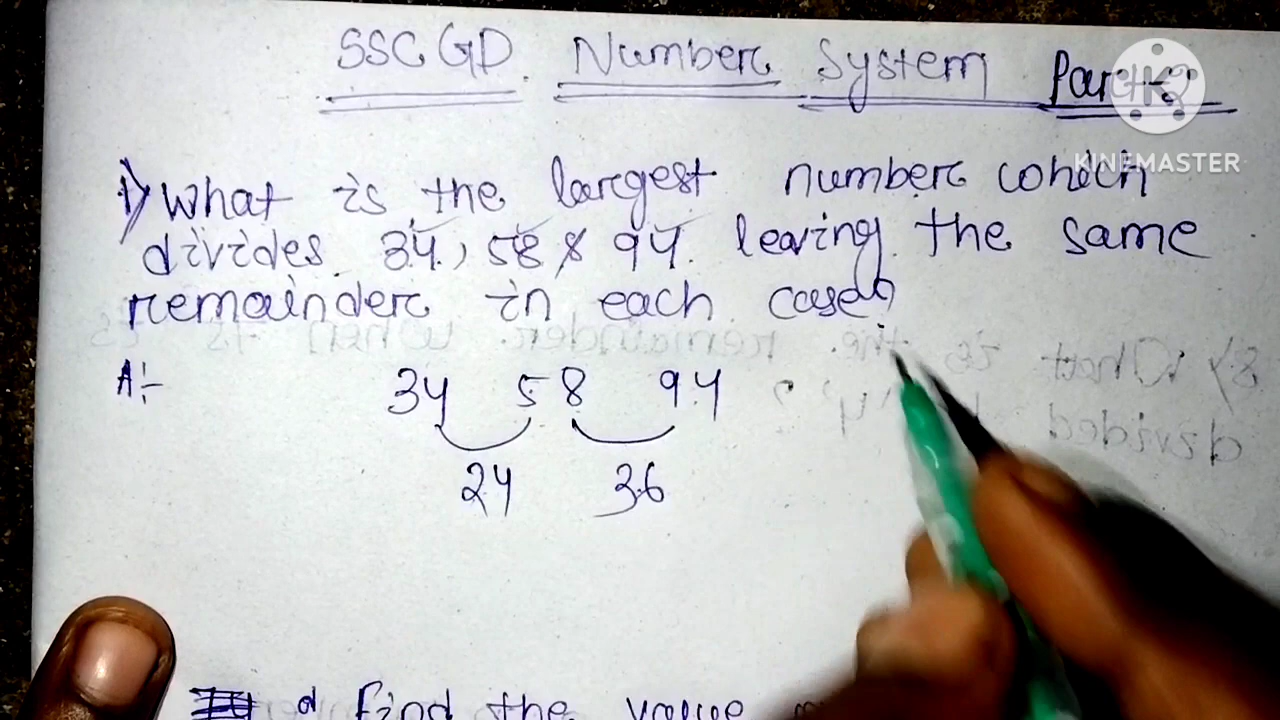 SSC GD Number System Part
KINEMASTER
1) What is the largest number which
divides 34, 58 & 94 leaving the same
remainder in each case?
A:-
34 58 94
24 36
Find the value